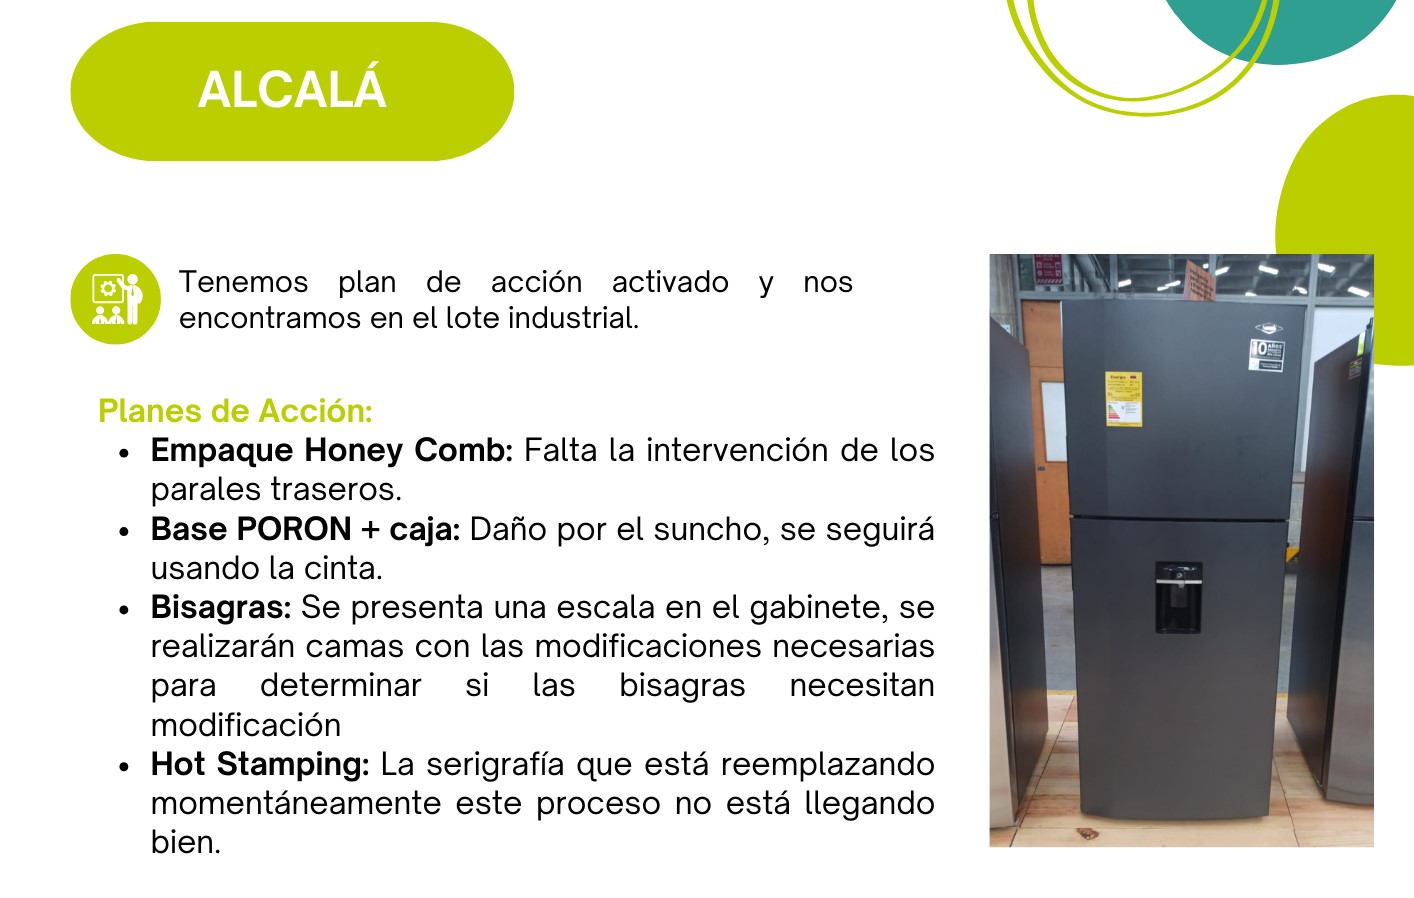 ALCALÁ
Tenemos plan de acción activado y nos
encontramos en el lote industrial.
Planes de Acción:
• Empaque Honey Comb: Falta la intervención de los
parales traseros.
• Base PORON + caja: Daño por el suncho, se seguirá
usando la cinta.
• Bisagras: Se presenta una escala en el gabinete, se
realizarán camas con las modificaciones necesarias
para determinar si las bisagras necesitan
modificación
• Hot Stamping: La serigrafía que está reemplazando
momentáneamente este proceso no está llegando
bien.
10 AÑOS
Energía